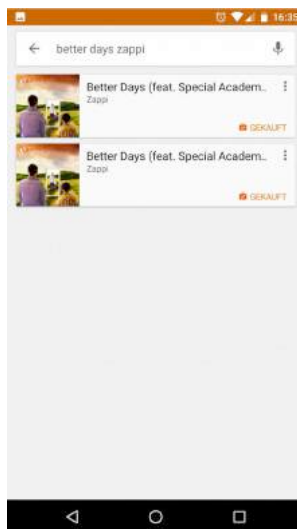 16:35
better days zappi
Better Days (feat. Special Academ..
Zappi
GEKAUFT
Better Days (feat. Special Academ..
Zappi
GEKAUFT